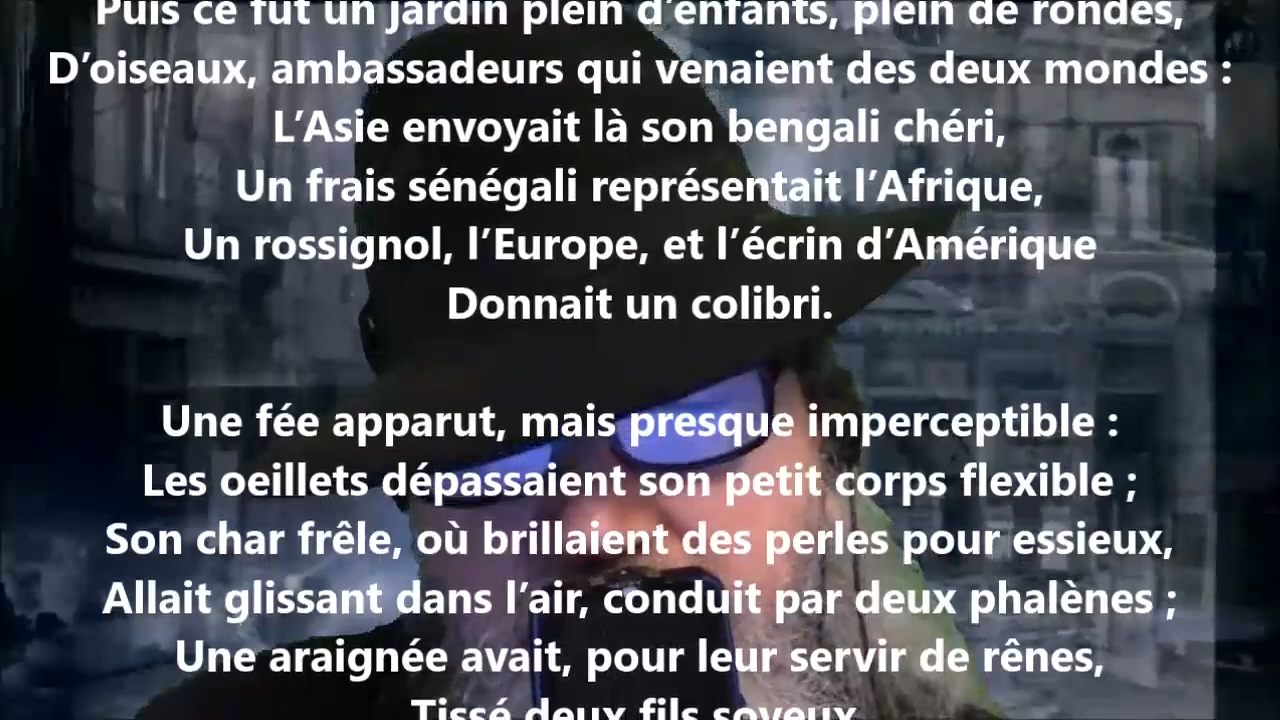 Puis ce fut un jardin plein d’enfants, plein de rondes,
D’oiseaux, ambassadeurs qui venaient des deux mondes :
L’Asie envoyait là son bengali chéri,
Un frais sénégali représentait l’Afrique,
Un rossignol, l’Europe, et l’écrin d’Amérique
Donnait un colibri.
Une fée apparut, mais presque imperceptible :
Les oeillets dépassaient son petit corps flexible ;
Son char frêle, où brillaient des perles pour essieux,
Allait glissant dans l’air, conduit par deux phalènes ;
Une araignée avait, pour leur servir de rênes,
Tissé deux fils soyeux